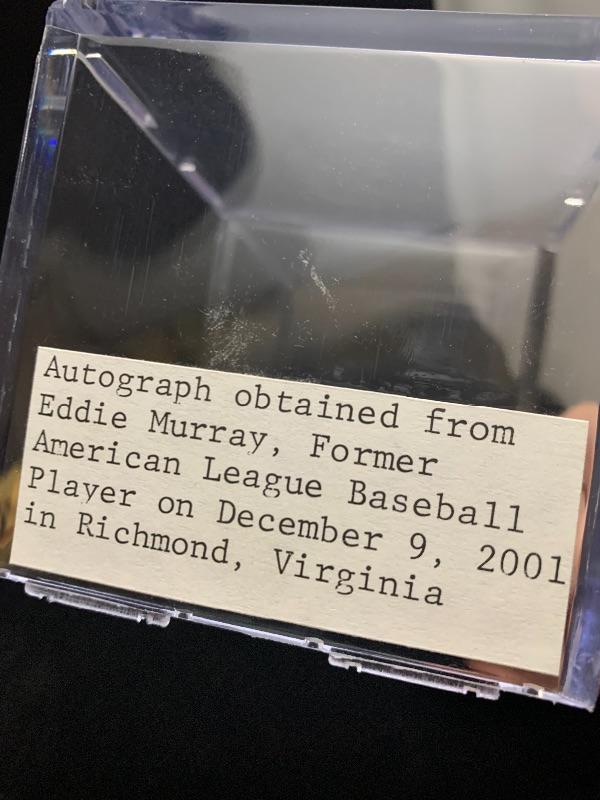 Autograph obtained from
Eddie Murray, Former
American League Baseball
Player on December 9, 2001
in Richmond, Virginia